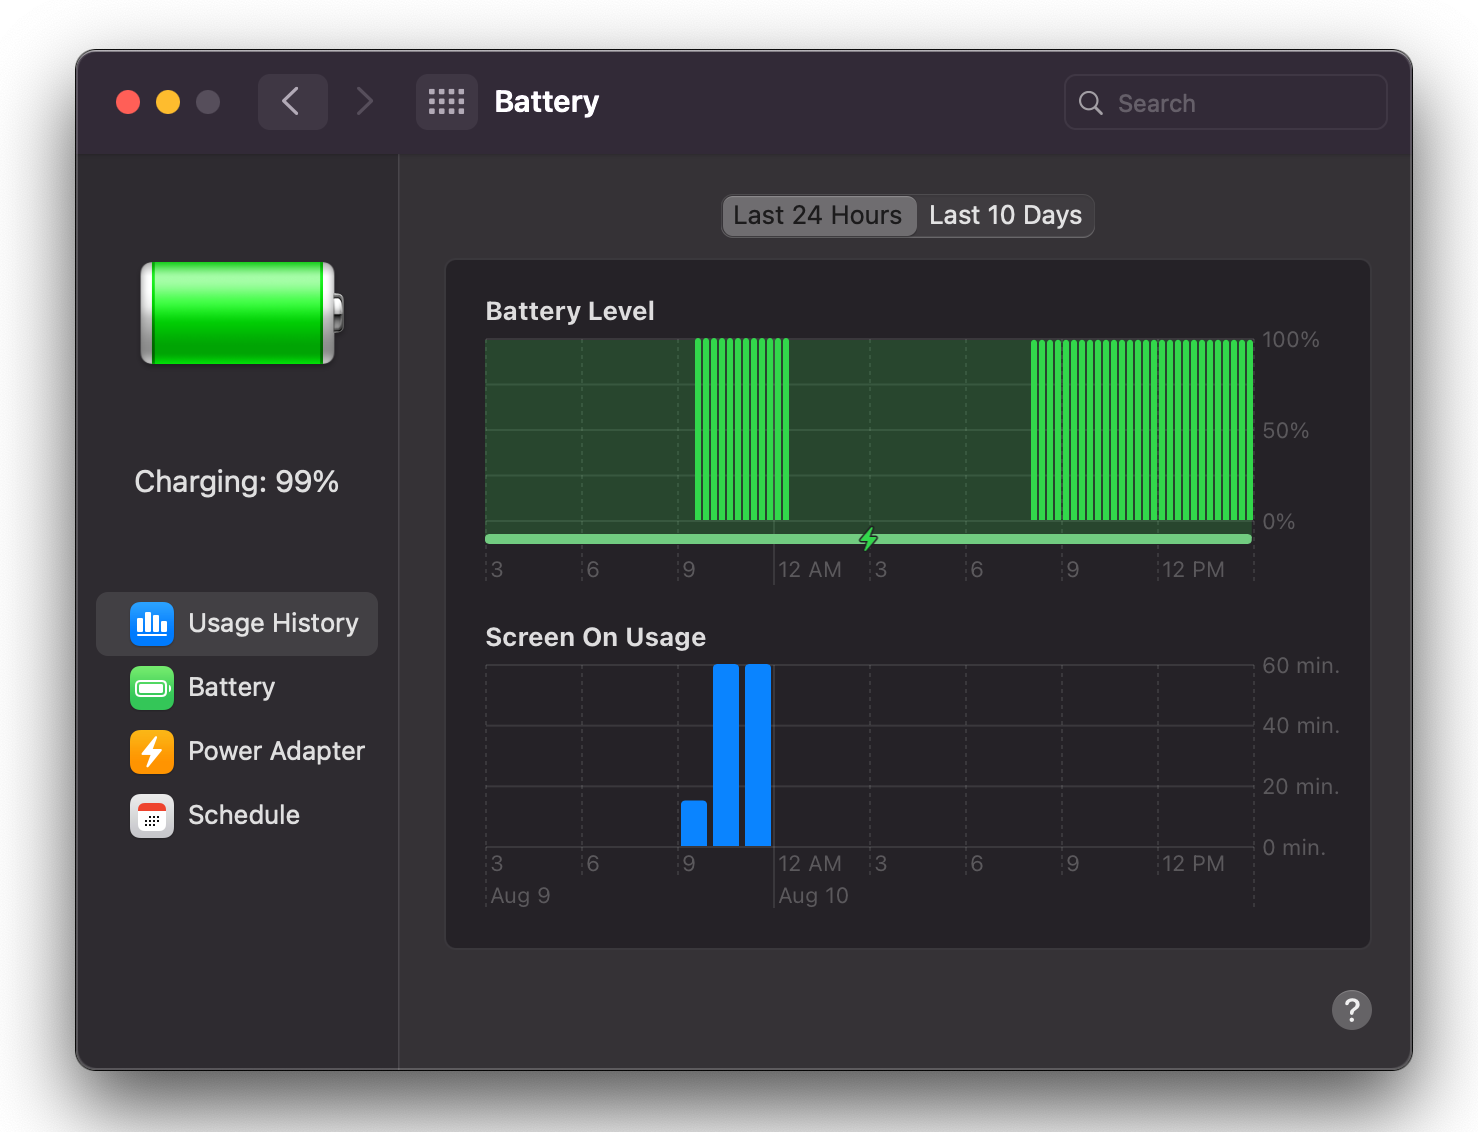 Battery
Search
Last 24 Hours
Last 10 Days
Battery Level
100%
50%
0%
3 6 9 12 AM 3 6 9 12 PM
Charging: 99%
Usage History
Battery
Power Adapter
Schedule
Screen On Usage
60 min.
40 min.
20 min.
0 min.
3 6 9 12 AM 3 6 9 12 PM
Aug 9 Aug 10
?